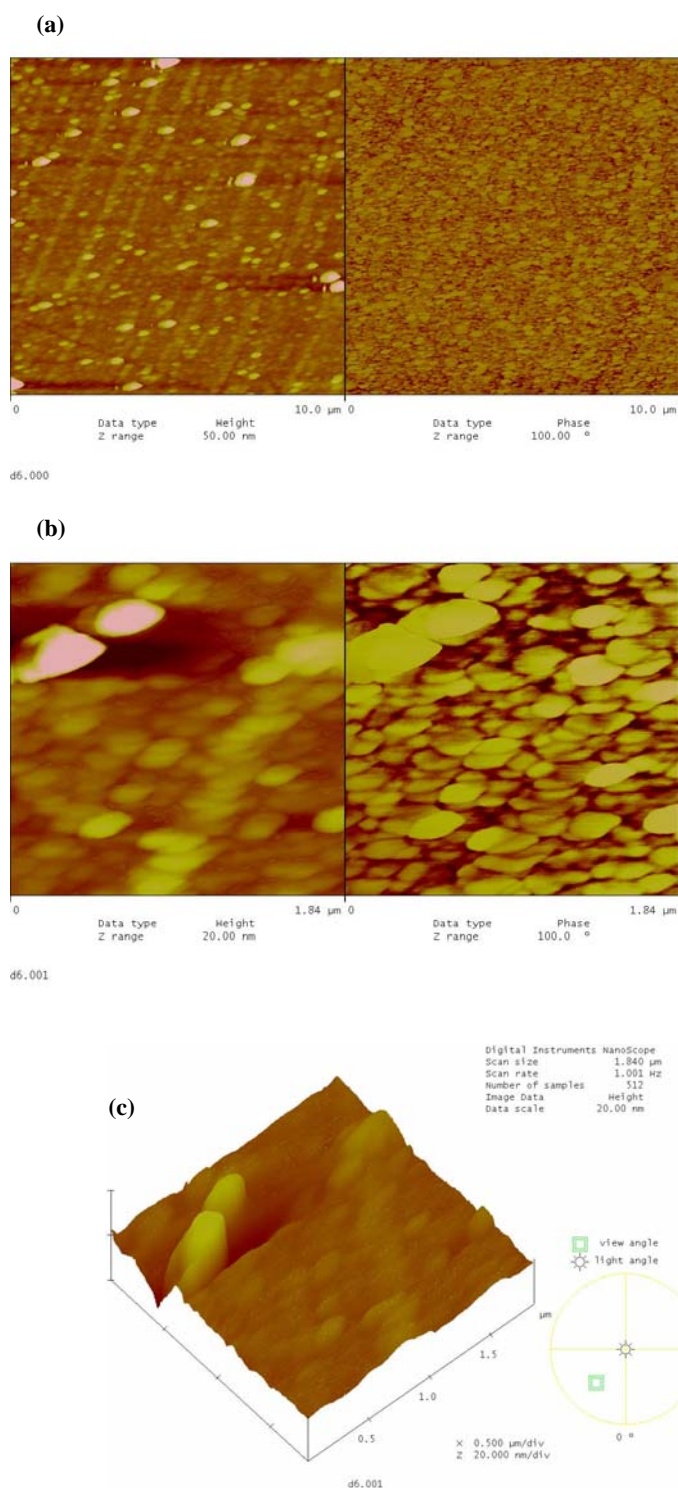 (a)
0 10.0 µm 0 10.0 µm
Data type Height Data type Phase
Z range 50.00 nm Z range 100.00 °
d6.000
(b)
0 1.84 µm 0 1.84 µm
Data type Height Data type Phase
Z range 20.00 nm Z range 100.0 °
d6.001
Digital Instruments NanoScope
Scan size 1.840 µm
Scan rate 1.001 Hz
Number of samples 512
Image Data Height
Data scale 20.00 nm
(c)
view angle
light angle
µm
1.5
1.0
0.5
X 0.500 µm/div
Z 20.000 nm/div
0 °
d6.001